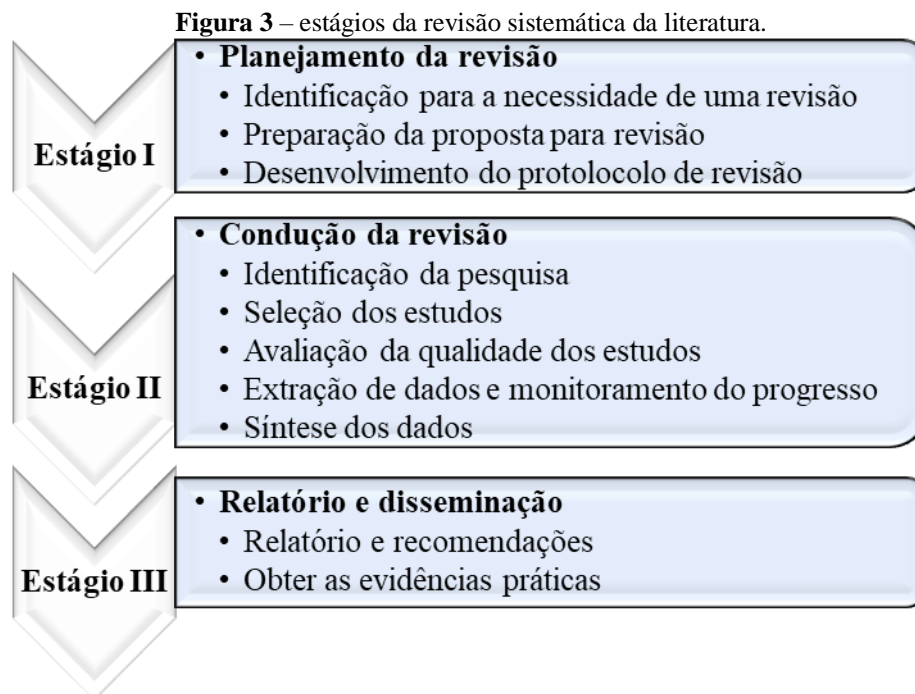 Figura 3 – estágios da revisão sistemática da literatura.
Estágio I
• Planejamento da revisão
• Identificação para a necessidade de uma revisão
• Preparação da proposta para revisão
• Desenvolvimento do protolocolo de revisão
Estágio II
• Condução da revisão
• Identificação da pesquisa
• Seleção dos estudos
• Avaliação da qualidade dos estudos
• Extração de dados e monitoramento do progresso
• Síntese dos dados
Estágio III
• Relatório e disseminação
• Relatório e recomendações
• Obter as evidências práticas